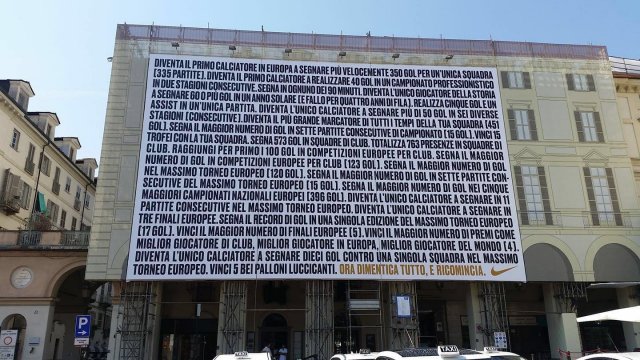 DIVENTA IL PRIMO CALCIATORE IN EUROPA A SEGNARE PIÙ VELOCEMENTE 350 GOL PER UN'UNICA SQUADRA
(335 PARTITE). DIVENTA IL PRIMO CALCIATORE A REALIZZARE 40 GOL IN UN CAMPIONATO PROFESSIONISTICO
IN DUE STAGIONI CONSECUTIVE. SEGNA IN OGNUNO DEI 90 MINUTI. DIVENTA L'UNICO GIOCATORE DELLA STORIA
A SEGNARE 60 O PIÙ GOL IN UN ANNO SOLARE (E FALLO PER QUATTRO ANNI DI FILA). REALIZZA CINQUE GOL E UN
ASSIST IN UN'UNICA PARTITA. DIVENTA L'UNICO CALCIATORE A SEGNARE PIÙ DI 50 GOL IN SEI DIVERSE
STAGIONI (CONSECUTIVE). DIVENTA IL PIÙ GRANDE MARCATORE DI TUTTI I TEMPI DELLA TUA SQUADRA (451
GOL). SEGNA IL MAGGIOR NUMERO DI GOL IN SETTE PARTITE CONSECUTIVE DI CAMPIONATO (15 GOL). VINCI 15
TROFEI CON LA TUA SQUADRA. SEGNA 573 GOL IN SQUADRE DI CLUB. TOTALIZZA 763 PRESENZE IN SQUADRE DI
CLUB. RAGGIUNGI PER PRIMO I 100 GOL IN COMPETIZIONI EUROPEE PER CLUB. SEGNA IL MAGGIOR
NUMERO DI GOL IN COMPETIZIONI EUROPEE PER CLUB (123 GOL). SEGNA IL MAGGIOR NUMERO DI GOL
NEL MASSIMO TORNEO EUROPEO (120 GOL). SEGNA IL MAGGIOR NUMERO DI GOL IN SETTE PARTITE CON-
SECUTIVE DEL MASSIMO TORNEO EUROPEO (15 GOL). SEGNA IL MAGGIOR NUMERO DI GOL NEI CINQUE
MAGGIORI CAMPIONATI NAZIONALI EUROPEI (396 GOL). DIVENTA L'UNICO CALCIATORE A SEGNARE IN 11
PARTITE CONSECUTIVE NEL MASSIMO TORNEO EUROPEO. DIVENTA L'UNICO CALCIATORE A SEGNARE IN
TRE FINALI EUROPEE. SEGNA IL RECORD DI GOL IN UNA SINGOLA EDIZIONE DEL MASSIMO TORNEO EUROPEO
(17 GOL). VINCI IL MAGGIOR NUMERO DI FINALI EUROPEE (5). VINCI IL MAGGIOR NUMERO DI PREMI COME
MIGLIOR GIOCATORE DI CLUB, MIGLIOR GIOCATORE IN EUROPA, MIGLIOR GIOCATORE DEL MONDO (4).
DIVENTA L'UNICO CALCIATORE A SEGNARE DIECI GOL CONTRO UNA SINGOLA SQUADRA NEL MASSIMO
TORNEO EUROPEO. VINCI 5 BEI PALLONI LUCCICANTI. ORA DIMENTICA TUTTO, E RICOMINCIA.
P
TAXI
TAXI